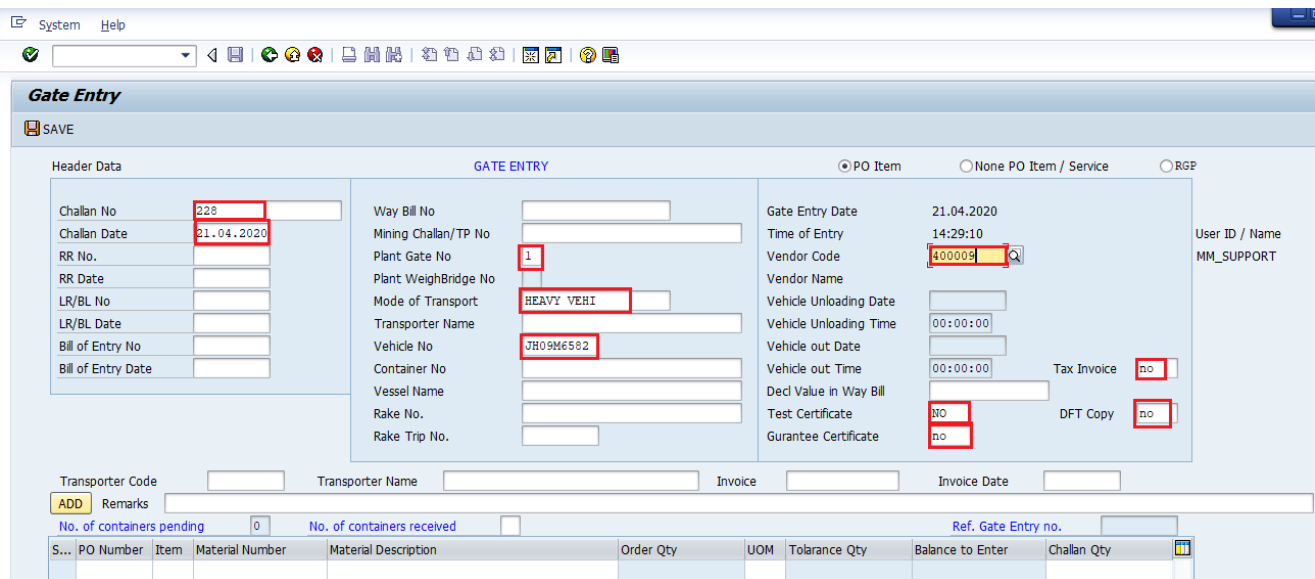 System Help
Gate Entry
SAVE
Header Data GATE ENTRY PO Item None PO Item / Service RGP
Challan No 228 Way Bill No Gate Entry Date 21.04.2020
Challan Date 21.04.2020 Mining Challan/TP No Time of Entry 14:29:10 User ID / Name
RR No. Plant Gate No 1 Vendor Code 400009 MM_SUPPORT
RR Date Plant WeighBridge No Vendor Name
LR/BL No Mode of Transport HEAVY VEHI Vehicle Unloading Date
LR/BL Date Transporter Name Vehicle Unloading Time 00:00:00
Bill of Entry No Vehicle No JH09M6582 Vehicle out Date
Bill of Entry Date Container No Vehicle out Time 00:00:00 Tax Invoice no
Vessel Name Decl Value in Way Bill
Rake No. Test Certificate NO DFT Copy no
Rake Trip No. Gurantee Certificate no
Transporter Code Transporter Name Invoice Invoice Date
ADD Remarks
No. of containers pending 0 No. of containers received Ref. Gate Entry no.
S... PO Number Item Material Number Material Description Order Qty UOM Tolarance Qty Balance to Enter Challan Qty